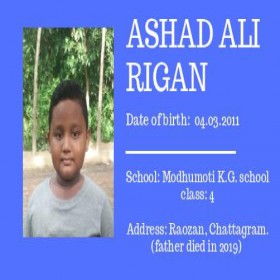 ASHAD ALI
RIGAN
Date of birth: 04.03.2011
School: Modhumoti K.G. school
class: 4
Address: Raozan, Chattagram.
(father died in 2019)